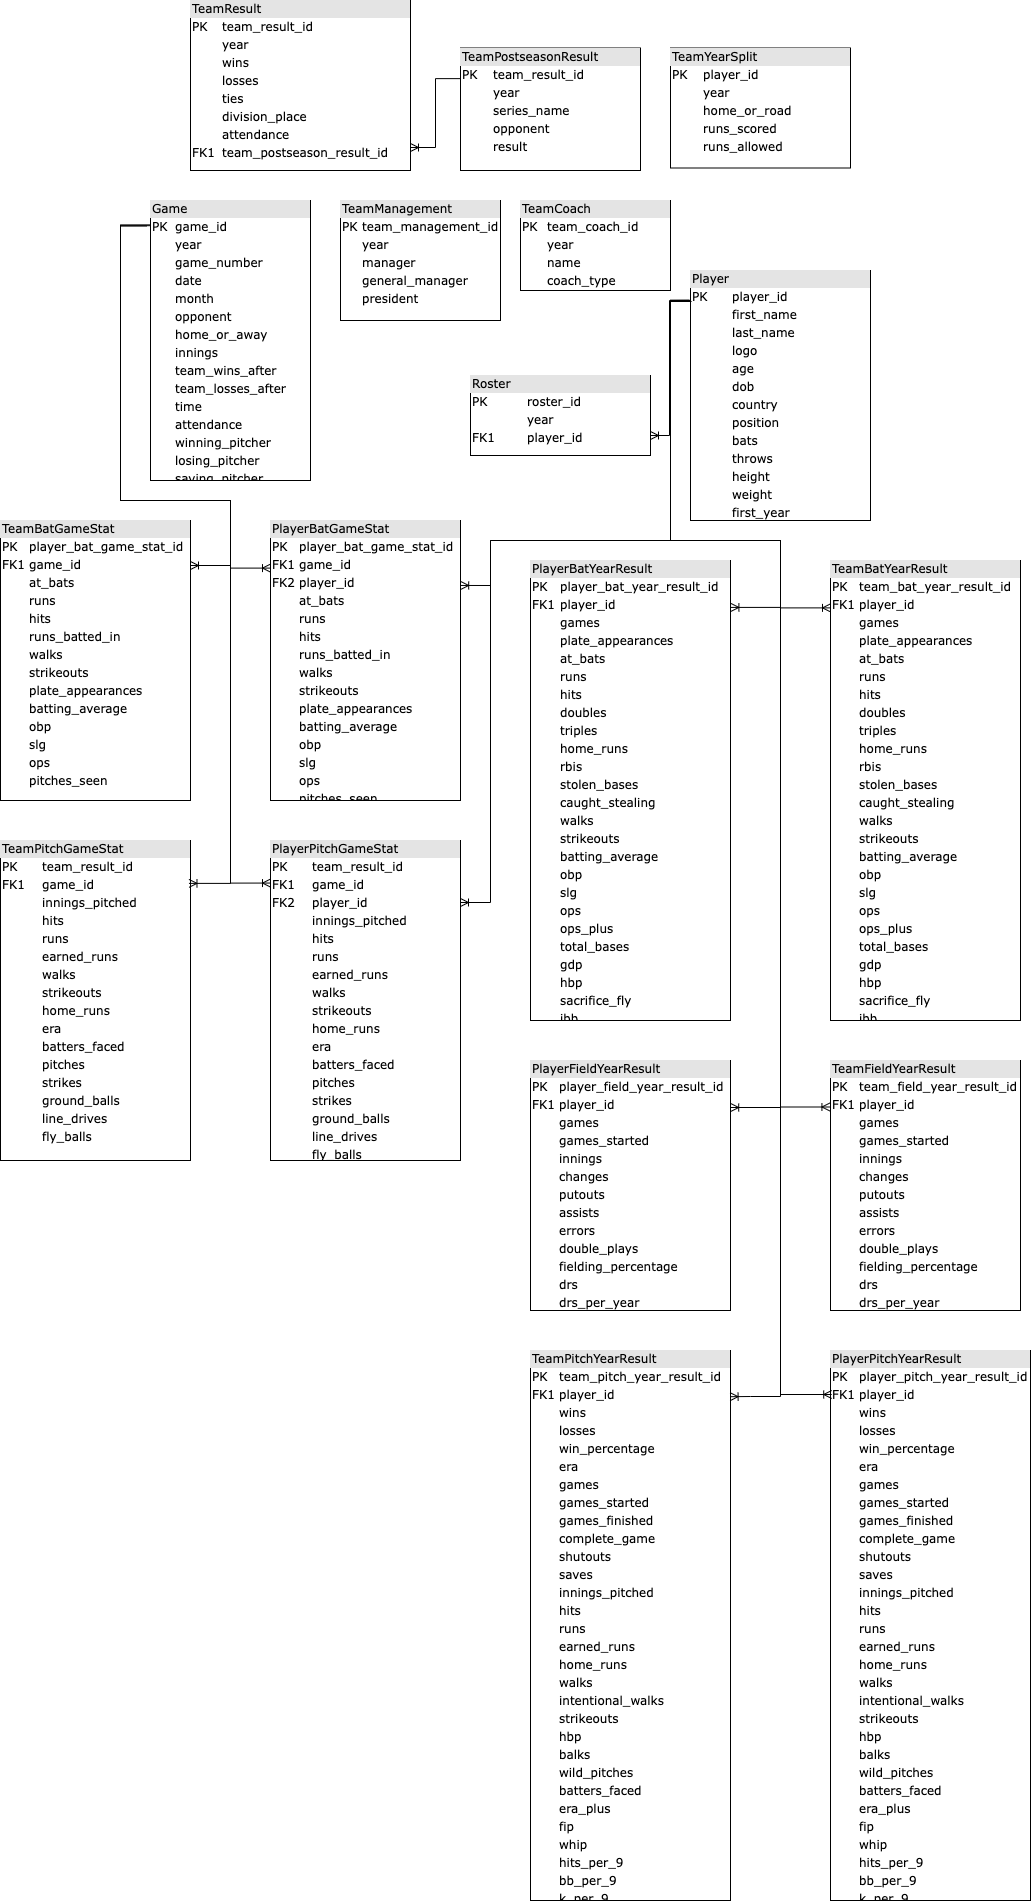 TeamResult
PK team_result_id
year
wins
losses
ties
division_place
attendance
FK1 team_postseason_result_id
TeamPostseasonResult
PK team_result_id
year
series_name
opponent
result
TeamYearSplit
PK player_id
year
home_or_road
runs_scored
runs_allowed
Game
PK game_id
year
game_number
date
month
opponent
home_or_away
innings
team_wins_after
team_losses_after
time
attendance
winning_pitcher
losing_pitcher
saving_pitcher
TeamManagement
PK team_management_id
year
manager
general_manager
president
TeamCoach
PK team_coach_id
year
name
coach_type
Player
PK player_id
first_name
last_name
logo
age
dob
country
position
bats
throws
height
weight
first_year
Roster
PK roster_id
year
FK1 player_id
TeamBatGameStat
PK player_bat_game_stat_id
FK1 game_id
at_bats
runs
hits
runs_batted_in
walks
strikeouts
plate_appearances
batting_average
obp
slg
ops
pitches_seen
PlayerBatGameStat
PK player_bat_game_stat_id
FK1 game_id
FK2 player_id
at_bats
runs
hits
runs_batted_in
walks
strikeouts
plate_appearances
batting_average
obp
slg
ops
pitches_seen
PlayerBatYearResult
PK player_bat_year_result_id
FK1 player_id
games
plate_appearances
at_bats
runs
hits
doubles
triples
home_runs
rbis
stolen_bases
caught_stealing
walks
strikeouts
batting_average
obp
slg
ops
ops_plus
total_bases
gdp
hbp
sacrifice_fly
ibb
TeamBatYearResult
PK team_bat_year_result_id
FK1 player_id
games
plate_appearances
at_bats
runs
hits
doubles
triples
home_runs
rbis
stolen_bases
caught_stealing
walks
strikeouts
batting_average
obp
slg
ops
ops_plus
total_bases
gdp
hbp
sacrifice_fly
ibb
TeamPitchGameStat
PK team_result_id
FK1 game_id
innings_pitched
hits
runs
earned_runs
walks
strikeouts
home_runs
era
batters_faced
pitches
strikes
ground_balls
line_drives
fly_balls
PlayerPitchGameStat
PK team_result_id
FK1 game_id
FK2 player_id
innings_pitched
hits
runs
earned_runs
walks
strikeouts
home_runs
era
batters_faced
pitches
strikes
ground_balls
line_drives
fly_balls
PlayerFieldYearResult
PK player_field_year_result_id
FK1 player_id
games
games_started
innings
changes
putouts
assists
errors
double_plays
fielding_percentage
drs
drs_per_year
TeamFieldYearResult
PK team_field_year_result_id
FK1 player_id
games
games_started
innings
changes
putouts
assists
errors
double_plays
fielding_percentage
drs
drs_per_year
TeamPitchYearResult
PK team_pitch_year_result_id
FK1 player_id
wins
losses
win_percentage
era
games
games_started
games_finished
complete_game
shutouts
saves
innings_pitched
hits
runs
earned_runs
home_runs
walks
intentional_walks
strikeouts
hbp
balks
wild_pitches
batters_faced
era_plus
fip
whip
hits_per_9
bb_per_9
k_per_9
PlayerPitchYearResult
PK player_pitch_year_result_id
FK1 player_id
wins
losses
win_percentage
era
games
games_started
games_finished
complete_game
shutouts
saves
innings_pitched
hits
runs
earned_runs
home_runs
walks
intentional_walks
strikeouts
hbp
balks
wild_pitches
batters_faced
era_plus
fip
whip
hits_per_9
bb_per_9
k_per_9